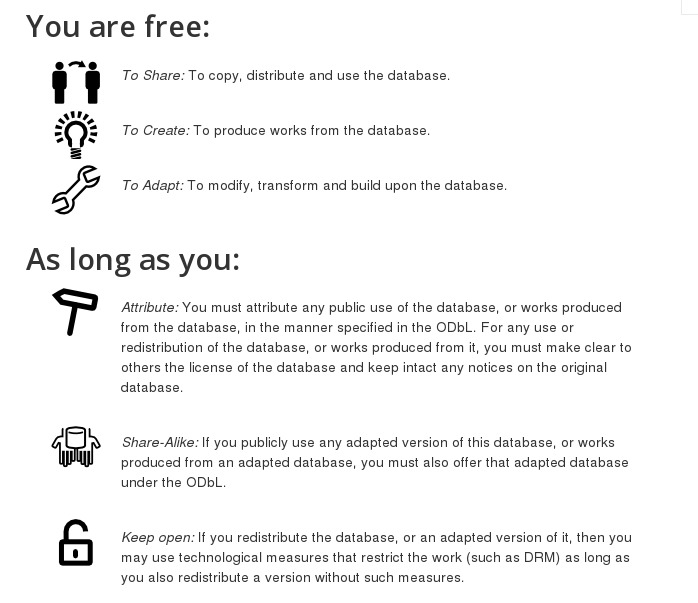 You are free:
To Share: To copy, distribute and use the database.
To Create: To produce works from the database.
To Adapt: To modify, transform and build upon the database.
As long as you:
Attribute: You must attribute any public use of the database, or works produced
from the database, in the manner specified in the ODbL. For any use or
redistribution of the database, or works produced from it, you must make clear to
others the license of the database and keep intact any notices on the original
database.
Share-Alike: If you publicly use any adapted version of this database, or works
produced from an adapted database, you must also offer that adapted database
under the ODbL.
Keep open: If you redistribute the database, or an adapted version of it, then you
may use technological measures that restrict the work (such as DRM) as long as
you also redistribute a version without such measures.